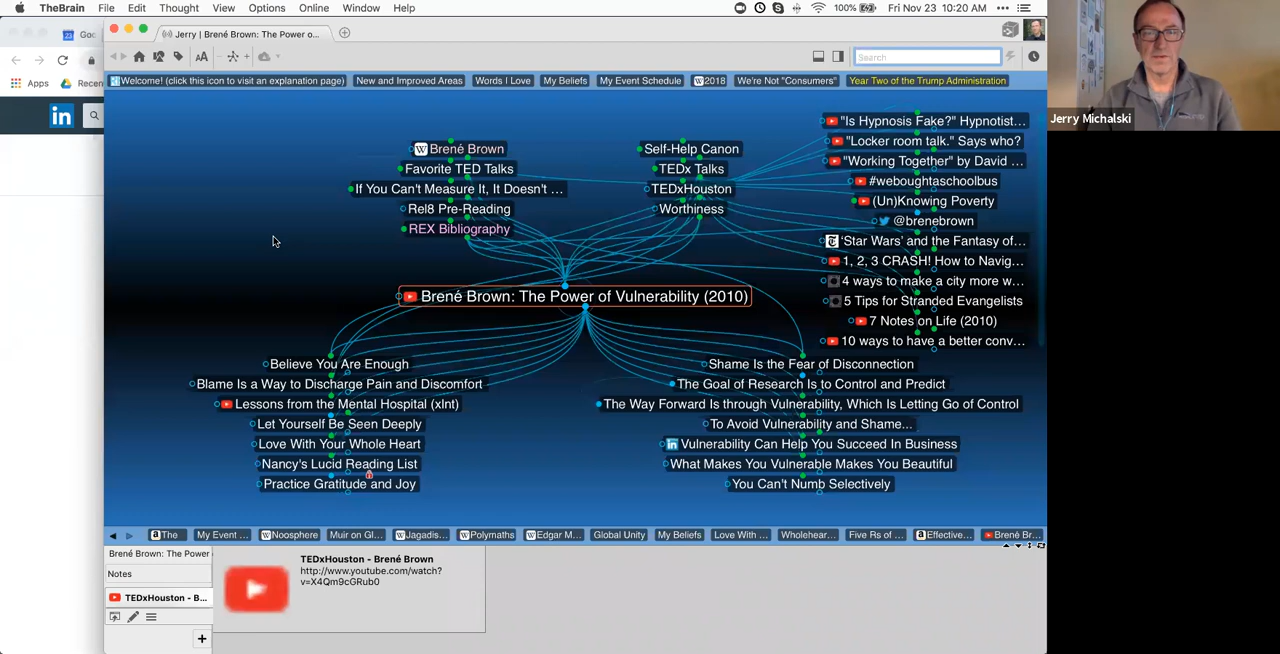 TheBrain File Edit Thought View Options Online Window Help
100% Fri Nov 23 10:20 AM
Jerry | Brené Brown: The Power o...
Goo
Apps Recen
AA
Search
Welcome! (click this icon to visit an explanation page) New and Improved Areas Words I Love My Beliefs My Event Schedule 2018 We're Not "Consumers" Year Two of the Trump Administration
Jerry Michalski
Brené Brown
Favorite TED Talks
If You Can't Measure It, It Doesn't ...
Rel8 Pre-Reading
REX Bibliography
Self-Help Canon
TEDx Talks
TEDxHouston
Worthiness
"Is Hypnosis Fake?" Hypnotist...
"Locker room talk." Says who?
"Working Together" by David ...
#weboughtaschoolbus
(Un)Knowing Poverty
@brenebrown
'Star Wars' and the Fantasy of...
1, 2, 3 CRASH! How to Navig...
4 ways to make a city more w...
5 Tips for Stranded Evangelists
7 Notes on Life (2010)
10 ways to have a better conv...
Brené Brown: The Power of Vulnerability (2010)
Believe You Are Enough
Blame Is a Way to Discharge Pain and Discomfort
Lessons from the Mental Hospital (xInt)
Let Yourself Be Seen Deeply
Love With Your Whole Heart
Nancy's Lucid Reading List
Practice Gratitude and Joy
Shame Is the Fear of Disconnection
The Goal of Research Is to Control and Predict
The Way Forward Is through Vulnerability, Which Is Letting Go of Control
To Avoid Vulnerability and Shame...
Vulnerability Can Help You Succeed In Business
What Makes You Vulnerable Makes You Beautiful
You Can't Numb Selectively
The My Event ... Noosphere Muir on Gl... Jagadis... Polymaths Edgar M... Global Unity My Beliefs Love With ... Wholehear... Five Rs of ... Effective... Brené Br...
Brené Brown: The Power
Notes
TEDxHouston - B...
TEDxHouston - Brené Brown
http://www.youtube.com/watch?
v=X4Qm9cGRub0